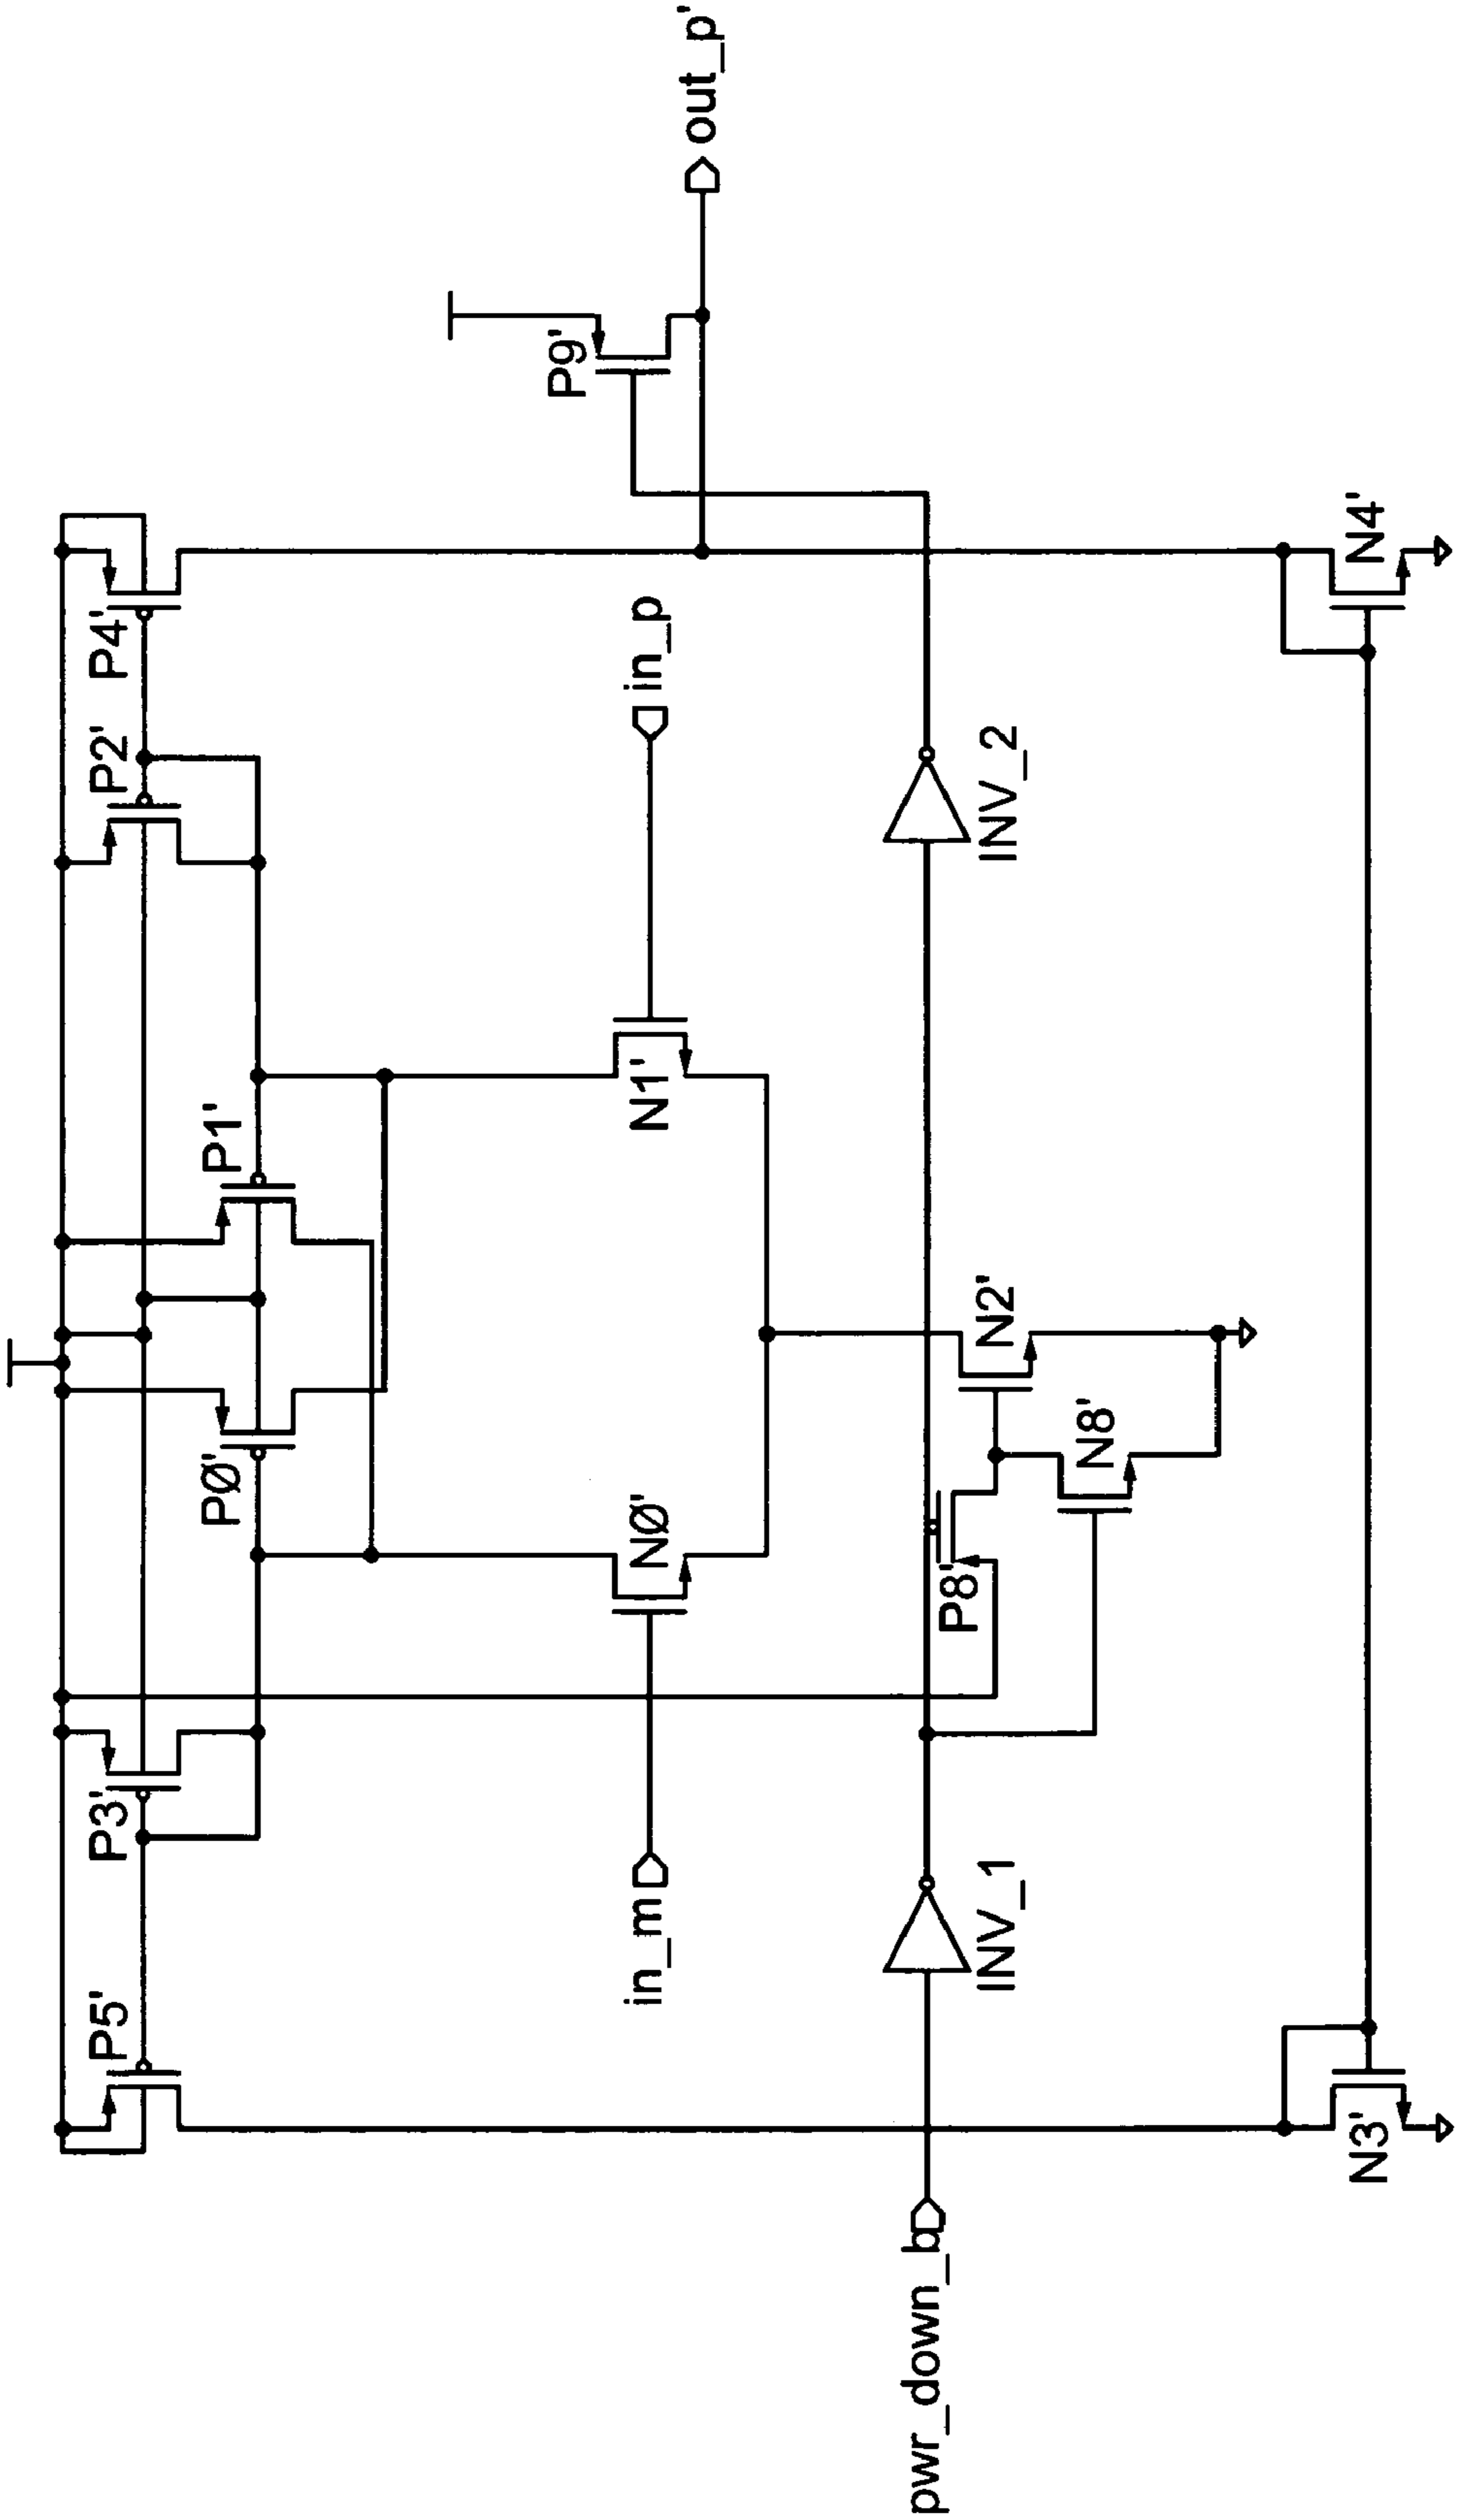 P5'
P3'
P2'
P4'
PØ'
P1'
P9'
out_p'
in_m
NØ'
N1'
in_p
pwr_down_b
INV_1
P8'
N2'
INV_2
N8'
N3'
N4'